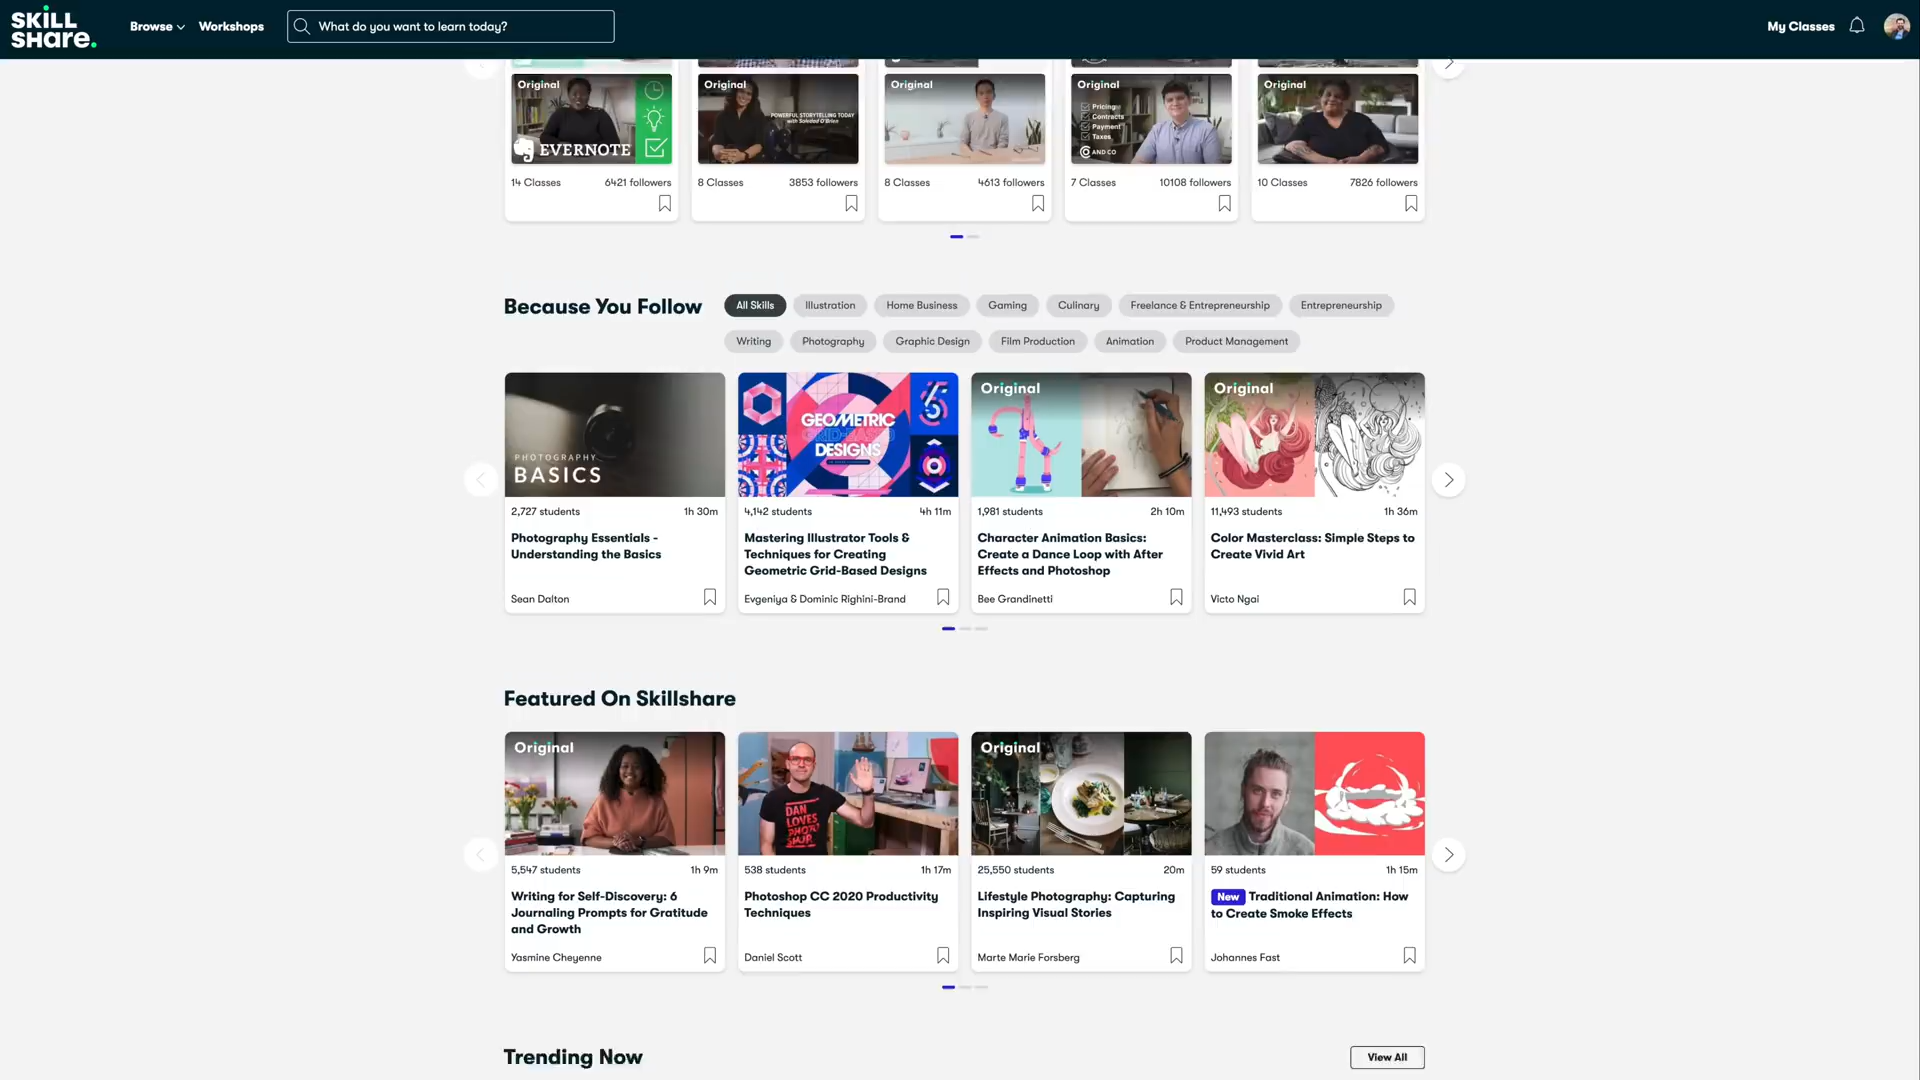 SKILL
SHARE.
Browse
Workshops
What do you want to learn today?
My Classes
Original
EVERNOTE
14 Classes
6421 followers
Original
POWERFUL STORYTELLING TODAY
with Soledad O'Brien
8 Classes
3853 followers
Original
8 Classes
4613 followers
Original
Pricing
Contracts
Payment
Taxes
AND CO
7 Classes
10108 followers
Original
10 Classes
7826 followers
Because You Follow
All Skills
Illustration
Home Business
Gaming
Culinary
Freelance & Entrepreneurship
Entrepreneurship
Writing
Photography
Graphic Design
Film Production
Animation
Product Management
PHOTOGRAPHY
BASICS
2,727 students
1h 30m
Photography Essentials -
Understanding the Basics
Sean Dalton
GEOMETRIC
GRID-BASED
DESIGNS
4,142 students
4h 11m
Mastering Illustrator Tools &
Techniques for Creating
Geometric Grid-Based Designs
Evgeniya & Dominic Righini-Brand
Original
1,981 students
2h 10m
Character Animation Basics:
Create a Dance Loop with After
Effects and Photoshop
Bee Grandinetti
Original
11,493 students
1h 36m
Color Masterclass: Simple Steps to
Create Vivid Art
Victo Ngai
Featured On Skillshare
Original
5,547 students
1h 9m
Writing for Self-Discovery: 6
Journaling Prompts for Gratitude
and Growth
Yasmine Cheyenne
DAN
LOVES
PHOTO
SHOP
538 students
1h 17m
Photoshop CC 2020 Productivity
Techniques
Daniel Scott
Original
25,550 students
20m
Lifestyle Photography: Capturing
Inspiring Visual Stories
Marte Marie Forsberg
59 students
1h 15m
New Traditional Animation: How
to Create Smoke Effects
Johannes Fast
Trending Now
View All